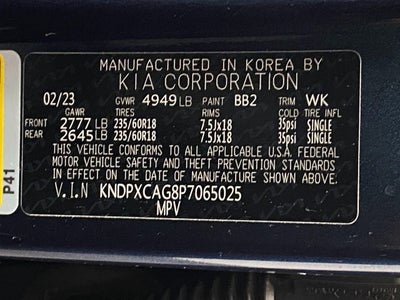 MANUFACTURED IN KOREA BY
KIA CORPORATION
02/23 GVWR 4949 LB PAINT BB2 TRIM WK
GAWR TIRES RIMS COLD TIRE INFL
FRONT 2777 LB 235/60R18 7.5Jx18 35psi SINGLE
REAR 2645 LB 235/60R18 7.5Jx18 35psi SINGLE
THIS VEHICLE CONFORMS TO ALL APPLICABLE U.S.A. FEDERAL
MOTOR VEHICLE SAFETY AND THEFT PREVENTION STANDARDS
IN EFFECT ON THE DATE OF MANUFACTURE SHOWN ABOVE.
V.I.N KNDPXCAG8P7065025
MPV
P41